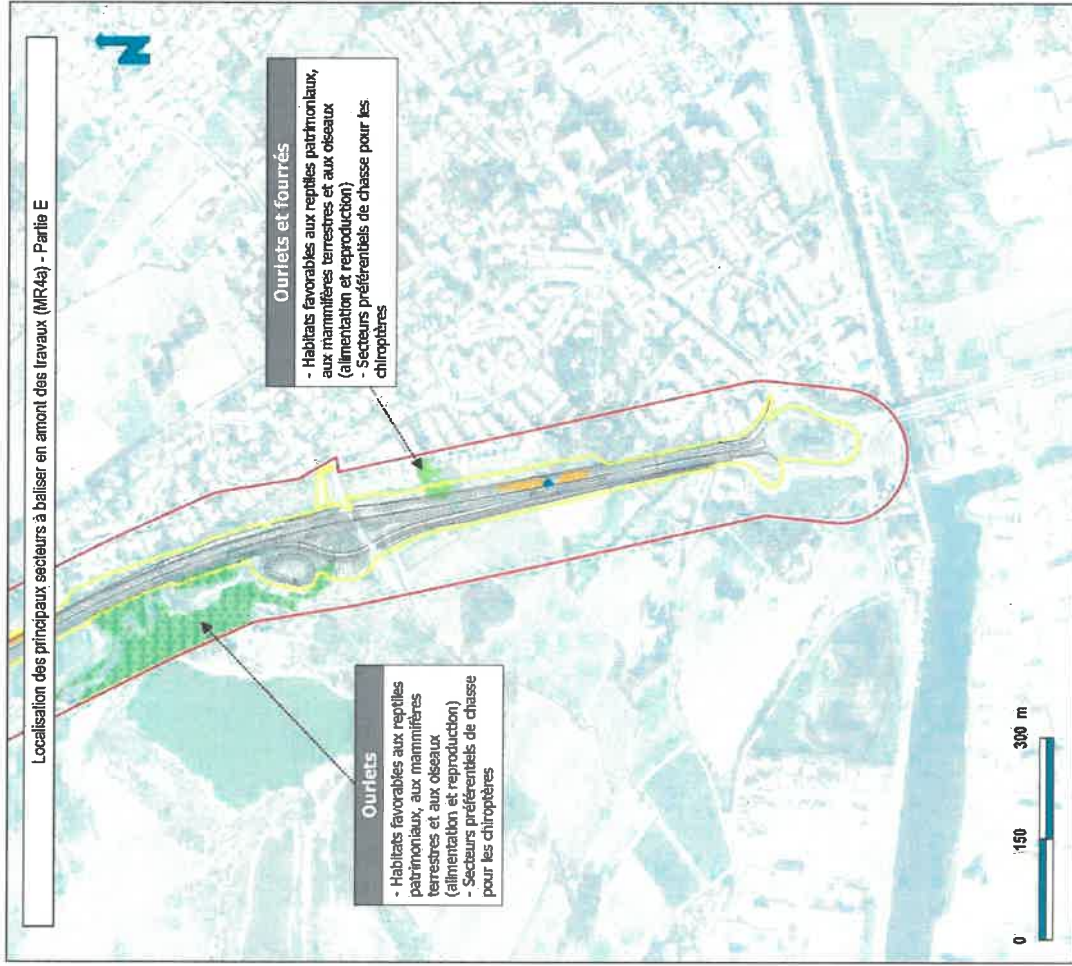 Localisation des principaux secteurs à baliser en amont des travaux (MR4a) - Partie E
N
Ourlets et fourrés
- Habitats favorables aux reptiles patrimoniaux,
aux mammifères terrestres et aux oiseaux
(alimentation et reproduction)
- Secteurs préférentiels de chasse pour les
chiroptères
Ourlets
- Habitats favorables aux reptiles
patrimoniaux, aux mammifères
terrestres et aux oiseaux
(alimentation et reproduction)
- Secteurs préférentiels de chasse
pour les chiroptères
0 150 300 m